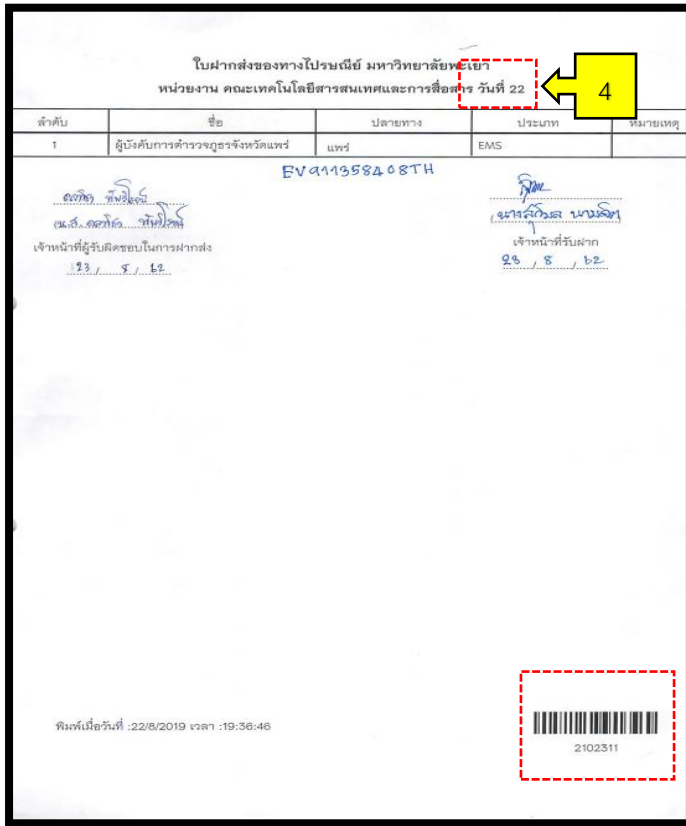 ใบฝากส่งของทางไปรษณีย์ มหาวิทยาลัยพะเยา
หน่วยงาน คณะเทคโนโลยีสารสนเทศและการสื่อสาร วันที่ 22
4
ลำดับ ชื่อ ปลายทาง ประเภท หมายเหตุ
1 ผู้บังคับการตำรวจภูธรจังหวัดแพร่ แพร่ EMS
EV911358408TH
เจ้าหน้าที่ผู้รับผิดชอบในการฝากส่ง
เจ้าหน้าที่รับฝาก
23 / 8 / 62
23 / 8 / 62
พิมพ์เมื่อวันที่ :22/8/2019 เวลา :19:36:46
2102311